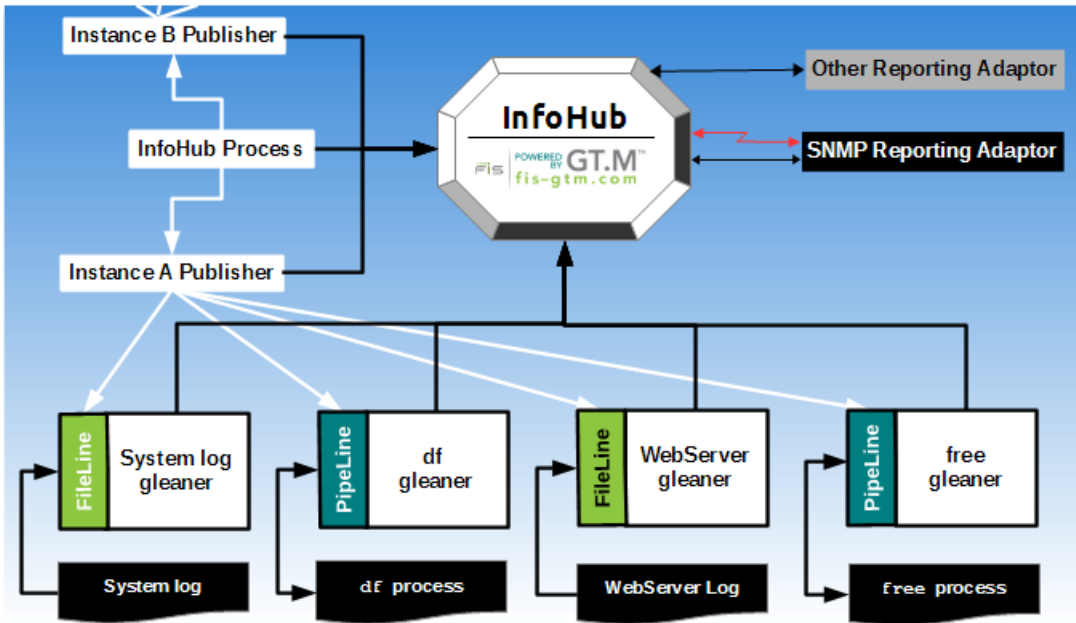 Instance B Publisher
InfoHub Process
Instance A Publisher
InfoHub
FIS
POWERED
BY
GT.M™
fis-gtm.com
Other Reporting Adaptor
SNMP Reporting Adaptor
FileLine
System log
gleaner
PipeLine
df
gleaner
FileLine
WebServer
gleaner
PipeLine
free
gleaner
System log
df process
WebServer Log
free process